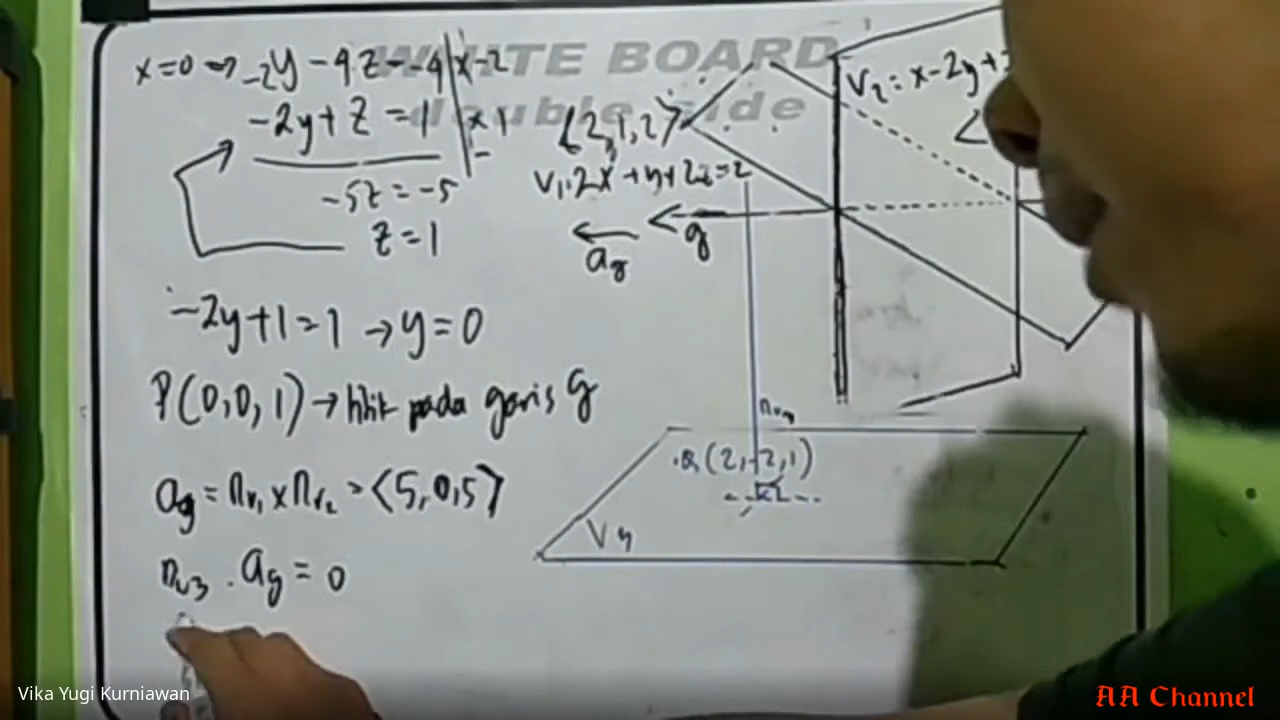 WHITE BOARD
double side
x=0 ⇒ -2y -4z = -4 | x-2
-2y + z = 1 | x1
-5z = -5
z = 1
-2y+1=1 → y=0
P(0,0,1) → titik pada garis g
ag = nv1 x nv2 = <5,0,5>
nv3 . ag = 0
<2,1,2>
V1: 2x + y + 2z = 2
g
ag
V2 = x-2y+
<
Q(2,-2,1)
Vika Yugi Kurniawan
AA Channel